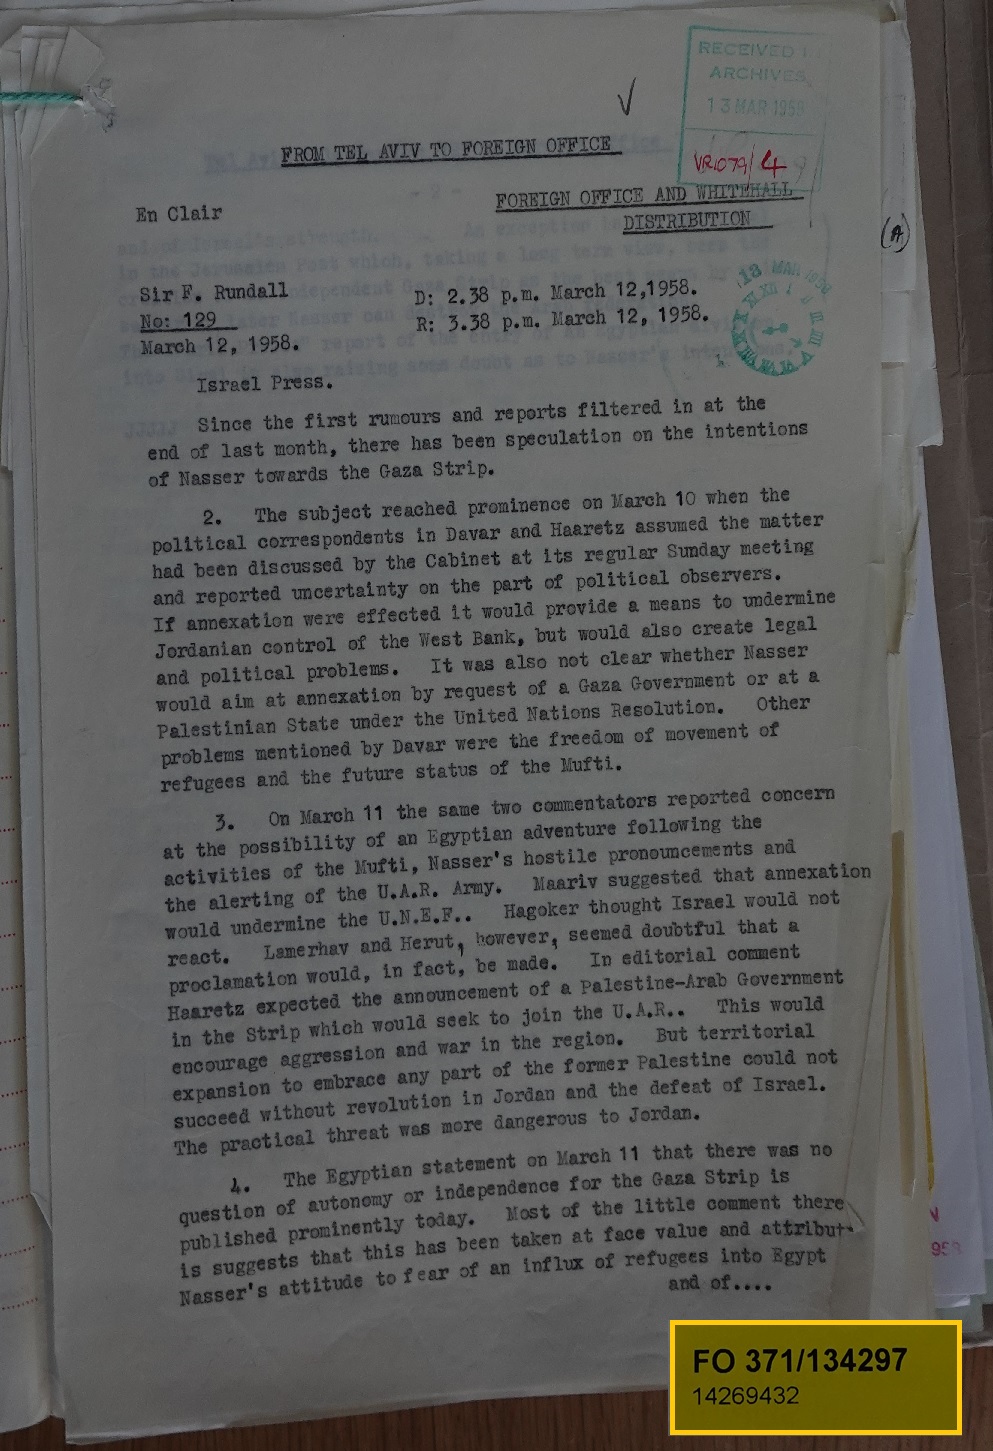 RECEIVED IN
ARCHIVES
13 MAR 1958
VR1079/4
FROM TEL AVIV TO FOREIGN OFFICE
En Clair
FOREIGN OFFICE AND WHITEHALL
DISTRIBUTION
(A)
13 MAR 1958
Sir F. Rundall
No: 129
March 12, 1958.
D: 2.38 p.m. March 12,1958.
R: 3.38 p.m. March 12, 1958.
Israel Press.
Since the first rumours and reports filtered in at the
end of last month, there has been speculation on the intentions
of Nasser towards the Gaza Strip.
2. The subject reached prominence on March 10 when the
political correspondents in Davar and Haaretz assumed the matter
had been discussed by the Cabinet at its regular Sunday meeting
and reported uncertainty on the part of political observers.
If annexation were effected it would provide a means to undermine
Jordanian control of the West Bank, but would also create legal
and political problems. It was also not clear whether Nasser
would aim at annexation by request of a Gaza Government or at a
Palestinian State under the United Nations Resolution. Other
problems mentioned by Davar were the freedom of movement of
refugees and the future status of the Mufti.
3. On March 11 the same two commentators reported concern
at the possibility of an Egyptian adventure following the
activities of the Mufti, Nasser's hostile pronouncements and
the alerting of the U.A.R. Army. Maariv suggested that annexation
would undermine the U.N.E.F.. Hagoker thought Israel would not
react. Lamerhav and Herut, however, seemed doubtful that a
proclamation would, in fact, be made. In editorial comment
Haaretz expected the announcement of a Palestine-Arab Government
in the Strip which would seek to join the U.A.R.. This would
encourage aggression and war in the region. But territorial
expansion to embrace any part of the former Palestine could not
succeed without revolution in Jordan and the defeat of Israel.
The practical threat was more dangerous to Jordan.
4. The Egyptian statement on March 11 that there was no
question of autonomy or independence for the Gaza Strip is
published prominently today. Most of the little comment there
is suggests that this has been taken at face value and attribut
Nasser's attitude to fear of an influx of refugees into Egypt
and of....
FO 371/134297
14269432